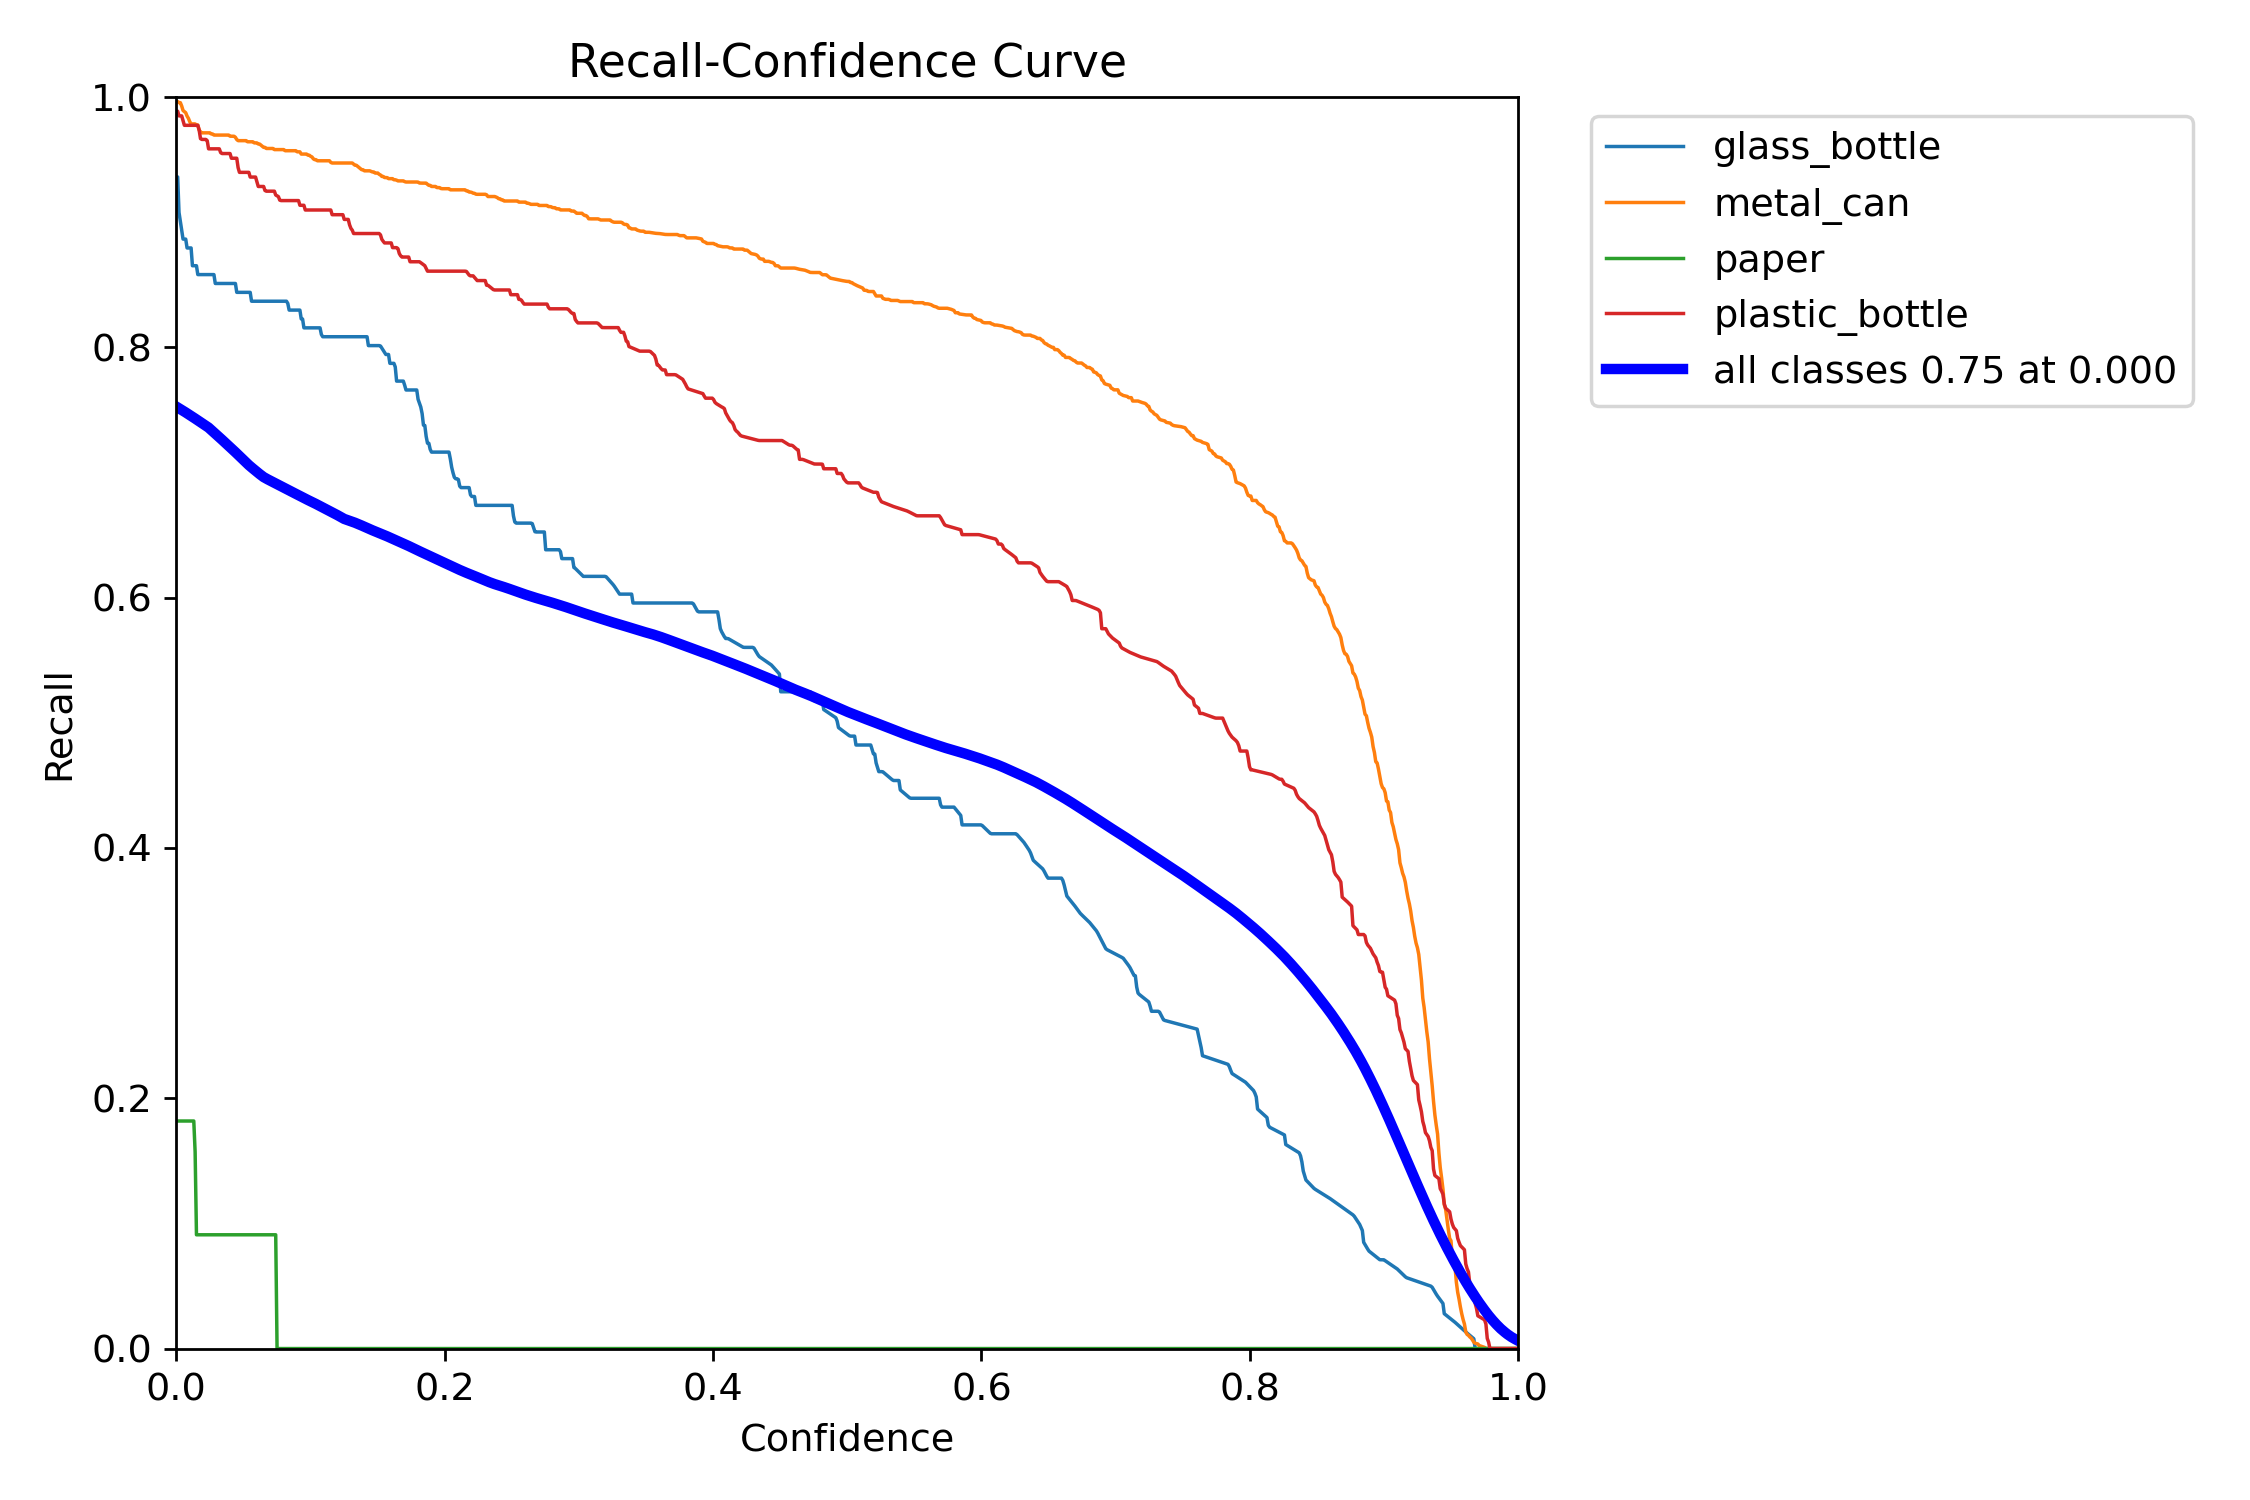 Recall-Confidence Curve
1.0
0.8
0.6
0.4
0.2
0.0
Recall
0.0 0.2 0.4 0.6 0.8 1.0
Confidence
glass_bottle
metal_can
paper
plastic_bottle
all classes 0.75 at 0.000